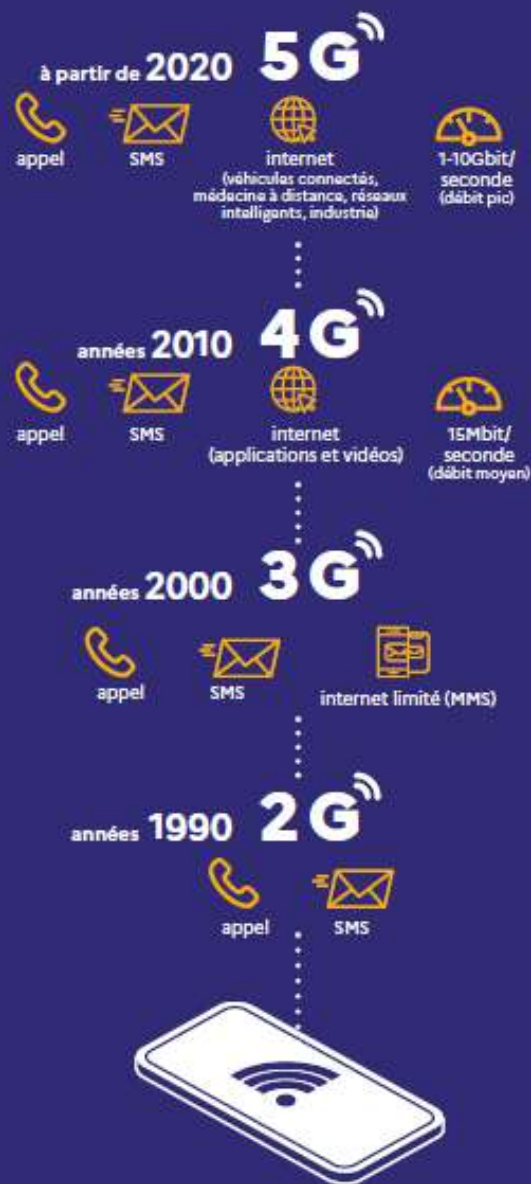 à partir de 2020 5G
appel
SMS
internet
(véhicules connectés,
médecine à distance, réseaux
intelligents, industrie)
1-10Gbit/
seconde
(débit pic)
années 2010 4G
appel
SMS
internet
(applications et vidéos)
15Mbit/
seconde
(débit moyen)
années 2000 3G
appel
SMS
internet limité (MMS)
années 1990 2G
appel
SMS